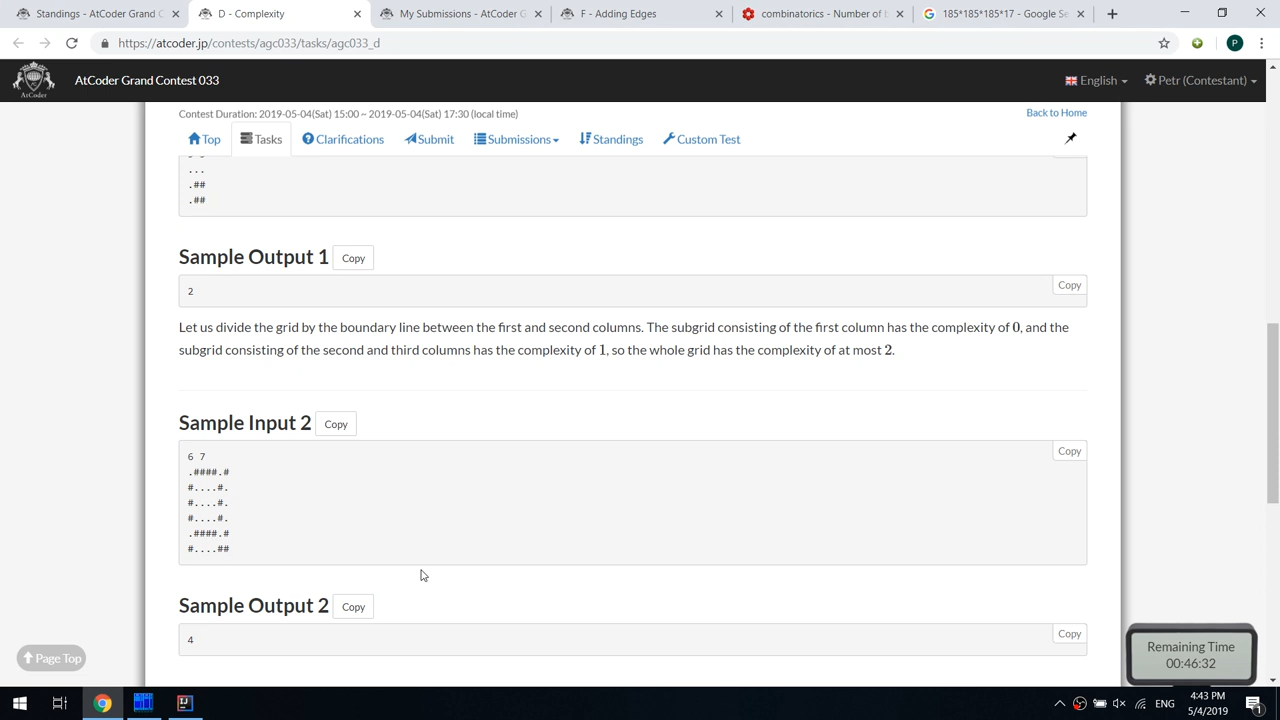 Standings - AtCoder Grand C
D - Complexity
My Submissions - AtCoder G
F - Adding Edges
combinatorics - Number of b
185*185*185*17 - Google Se
https://atcoder.jp/contests/agc033/tasks/agc033_d
P
AtCoder
AtCoder Grand Contest 033
English
Petr (Contestant)
Contest Duration: 2019-05-04(Sat) 15:00 ~ 2019-05-04(Sat) 17:30 (local time)
Back to Home
Top
Tasks
Clarifications
Submit
Submissions
Standings
Custom Test
...
.##
.##
Sample Output 1
Copy
Copy
2
Let us divide the grid by the boundary line between the first and second columns. The subgrid consisting of the first column has the complexity of 0, and the
subgrid consisting of the second and third columns has the complexity of 1, so the whole grid has the complexity of at most 2.
Sample Input 2
Copy
Copy
6 7
.####.#
#....#.
#....#.
#....#.
.####.#
#....##
Sample Output 2
Copy
Copy
4
Page Top
Remaining Time
00:46:32
ENG
4:43 PM
5/4/2019
1